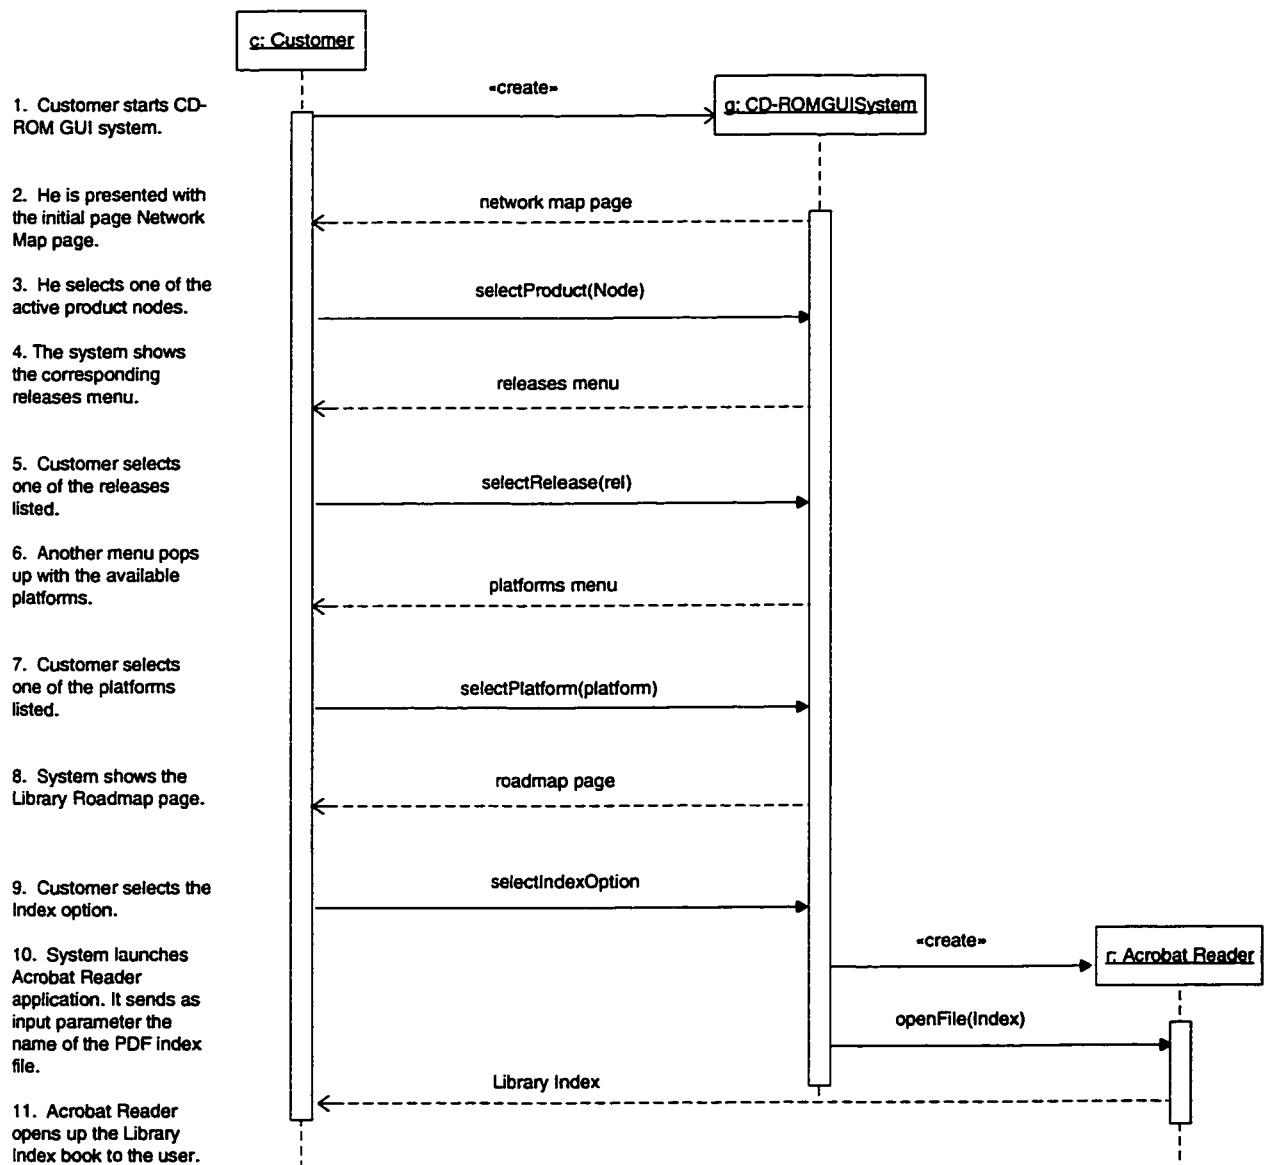 c: Customer
«create»
g: CD-ROMGUISystem
1. Customer starts CD-
ROM GUI system.
2. He is presented with
the initial page Network
Map page.
network map page
3. He selects one of the
active product nodes.
selectProduct(Node)
4. The system shows
the corresponding
releases menu.
releases menu
5. Customer selects
one of the releases
listed.
selectRelease(rel)
6. Another menu pops
up with the available
platforms.
platforms menu
7. Customer selects
one of the platforms
listed.
selectPlatform(platform)
8. System shows the
Library Roadmap page.
roadmap page
9. Customer selects the
Index option.
selectIndexOption
«create»
r: Acrobat Reader
10. System launches
Acrobat Reader
application. It sends as
input parameter the
name of the PDF index
file.
openFile(Index)
Library Index
11. Acrobat Reader
opens up the Library
Index book to the user.